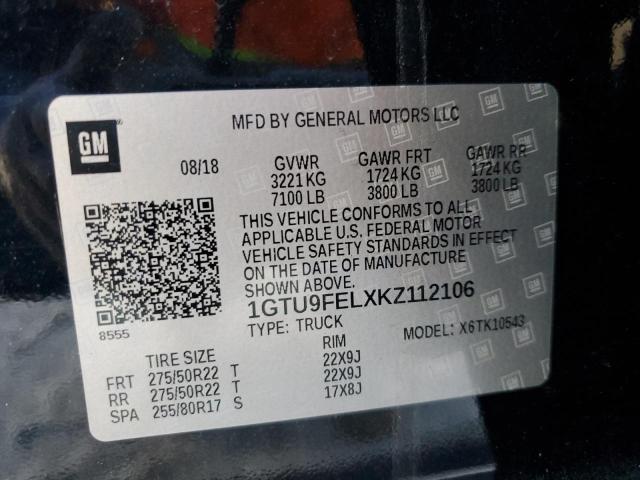 MFD BY GENERAL MOTORS LLC
GM
08/18
GVWR GAWR FRT GAWR RR
3221 KG 1724 KG 1724 KG
7100 LB 3800 LB 3800 LB
THIS VEHICLE CONFORMS TO ALL
APPLICABLE U.S. FEDERAL MOTOR
VEHICLE SAFETY STANDARDS IN EFFECT
ON THE DATE OF MANUFACTURE
SHOWN ABOVE.
1GTU9FELXKZ112106
8555
TYPE: TRUCK MODEL: X6TK10543
TIRE SIZE RIM
FRT 275/50R22 T 22X9J
RR 275/50R22 T 22X9J
SPA 255/80R17 S 17X8J